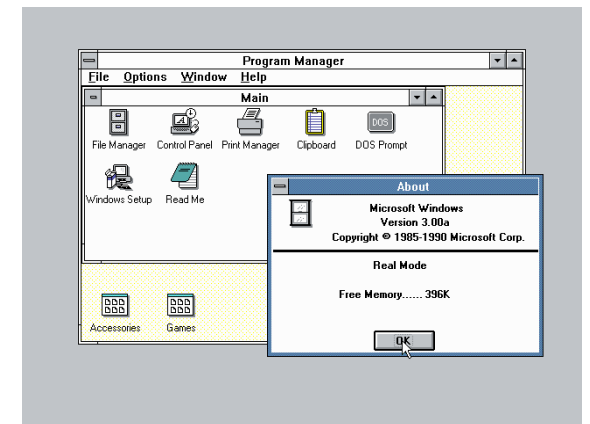 Program Manager
File Options Window Help
Main
File Manager Control Panel Print Manager Clipboard DOS Prompt
DOS
Windows Setup Read Me
About
Microsoft Windows
Version 3.00a
Copyright © 1985-1990 Microsoft Corp.
Real Mode
Free Memory...... 396K
OK
Accessories Games